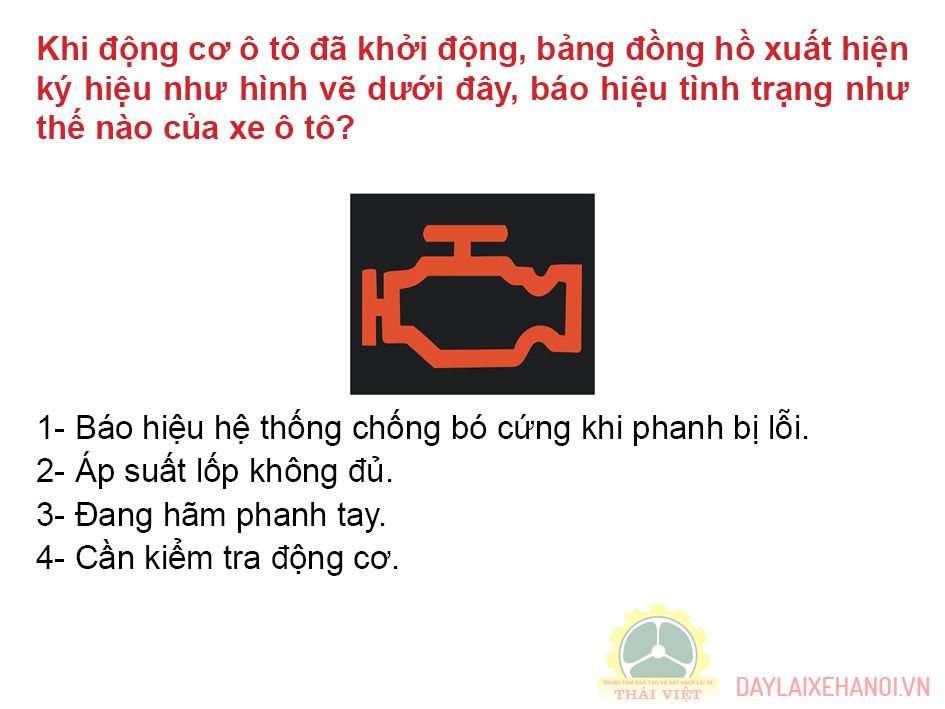 Khi động cơ ô tô đã khởi động, bảng đồng hồ xuất hiện
ký hiệu như hình vẽ dưới đây, báo hiệu tình trạng như
thế nào của xe ô tô?
1- Báo hiệu hệ thống chống bó cứng khi phanh bị lỗi.
2- Áp suất lốp không đủ.
3- Đang hãm phanh tay.
4- Cần kiểm tra động cơ.
TRUNG TÂM ĐÀO TẠO VÀ SÁT HẠCH LÁI XE
THÁI VIỆT
DAYLAIXEHANOI.VN